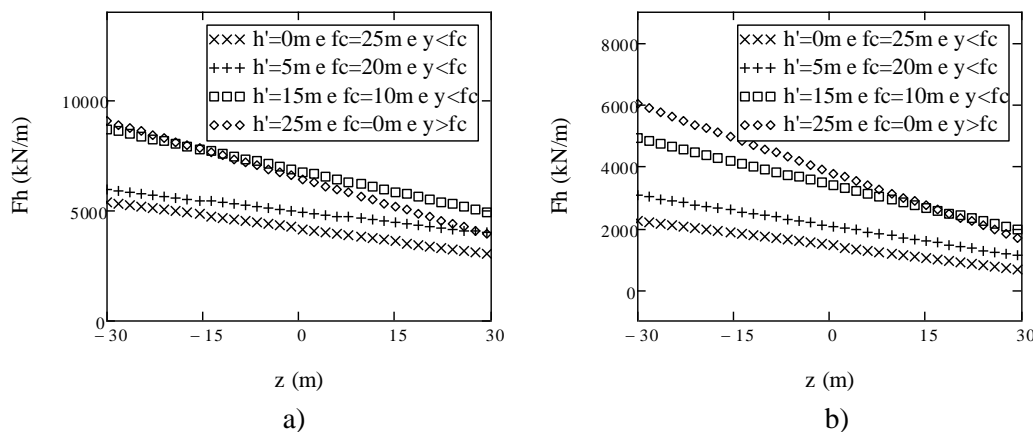 h'=0m e fc=25m e y<fc
h'=5m e fc=20m e y<fc
h'=15m e fc=10m e y<fc
h'=25m e fc=0m e y>fc
10000
5000
0
Fh (kN/m)
−30 −15 0 15 30
z (m)
a)
h'=0m e fc=25m e y<fc
h'=5m e fc=20m e y<fc
h'=15m e fc=10m e y<fc
h'=25m e fc=0m e y>fc
8000
6000
4000
2000
0
Fh (kN/m)
−30 −15 0 15 30
z (m)
b)